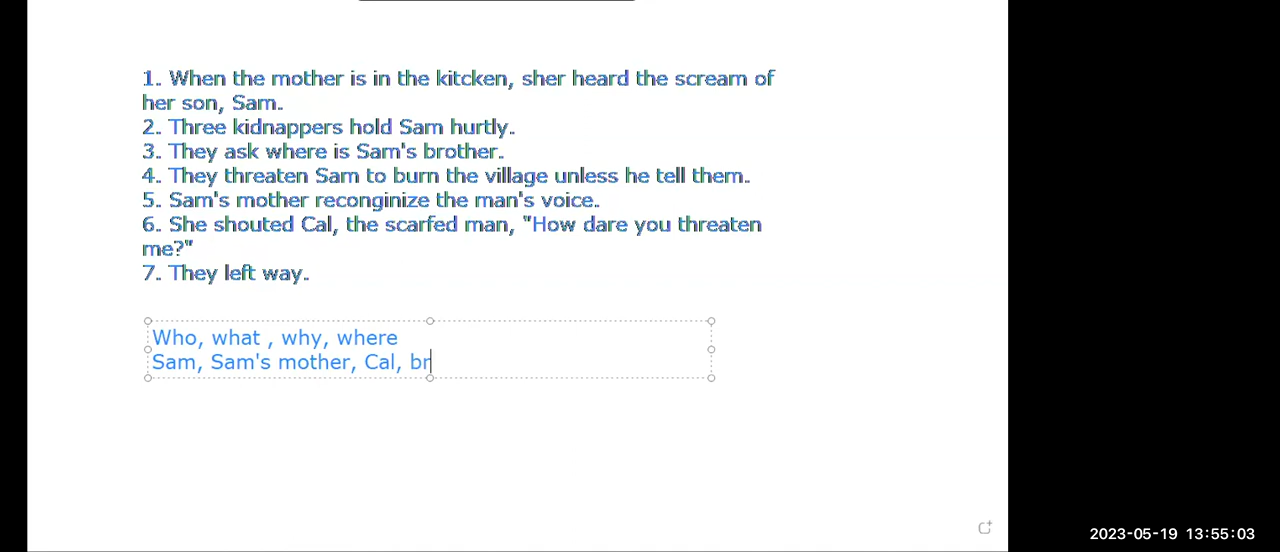 1. When the mother is in the kitcken, sher heard the scream of
her son, Sam.
2. Three kidnappers hold Sam hurtly.
3. They ask where is Sam's brother.
4. They threaten Sam to burn the village unless he tell them.
5. Sam's mother reconginize the man's voice.
6. She shouted Cal, the scarfed man, "How dare you threaten
me?"
7. They left way.
Who, what , why, where
Sam, Sam's mother, Cal, br
2023-05-19 13:55:03